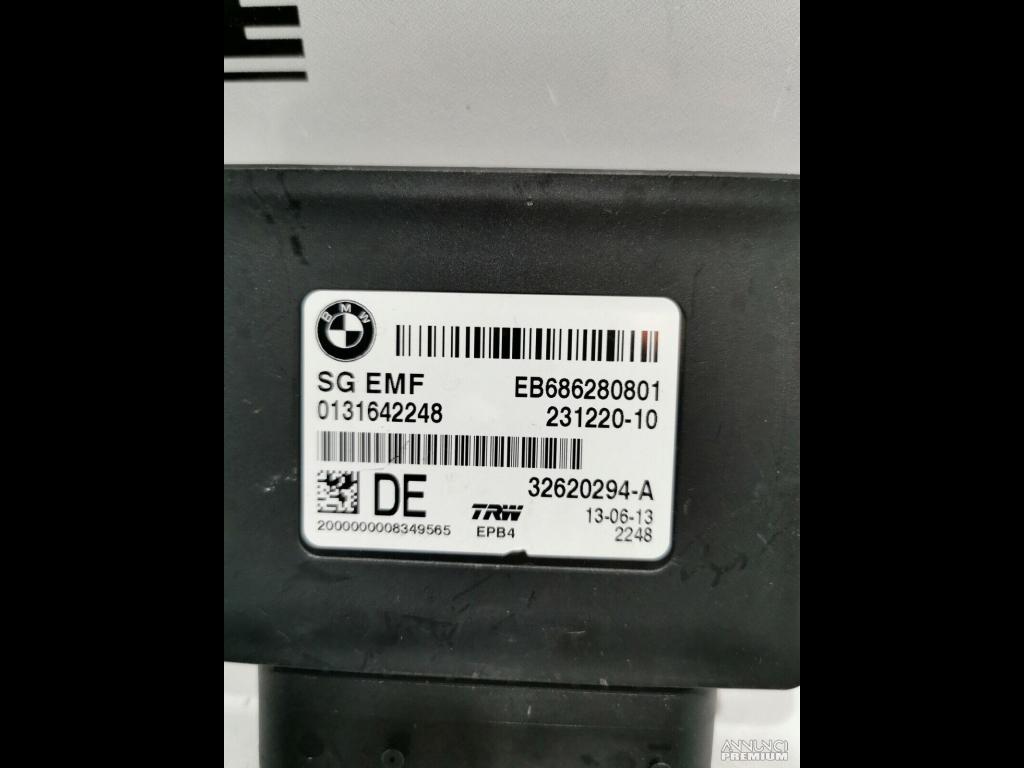 BMW
SG EMF EB686280801
0131642248 231220-10
DE 32620294-A
TRW 13-06-13
2000000008349565 EPB4 2248
ANNUNCI
PREMIUM